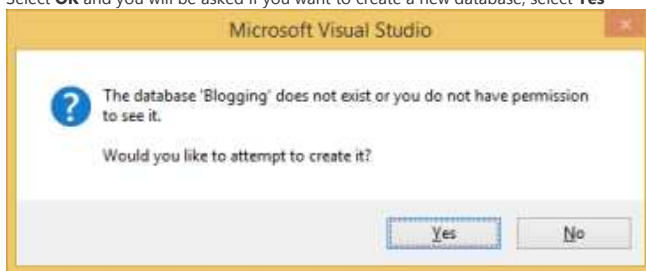 Select OK and you will be asked if you want to create a new database, select Yes
Microsoft Visual Studio
The database 'Blogging' does not exist or you do not have permission
to see it.
Would you like to attempt to create it?
Yes
No